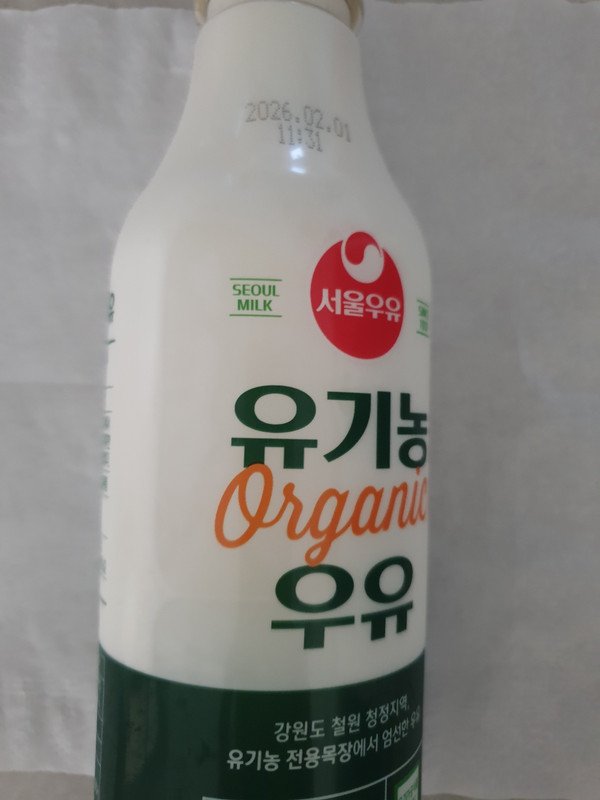 2026.02.01
11:31
SEOUL
MILK
서울우유
유기농
Organic
우유
강원도 철원 청정지역,
유기농 전용목장에서 엄선한